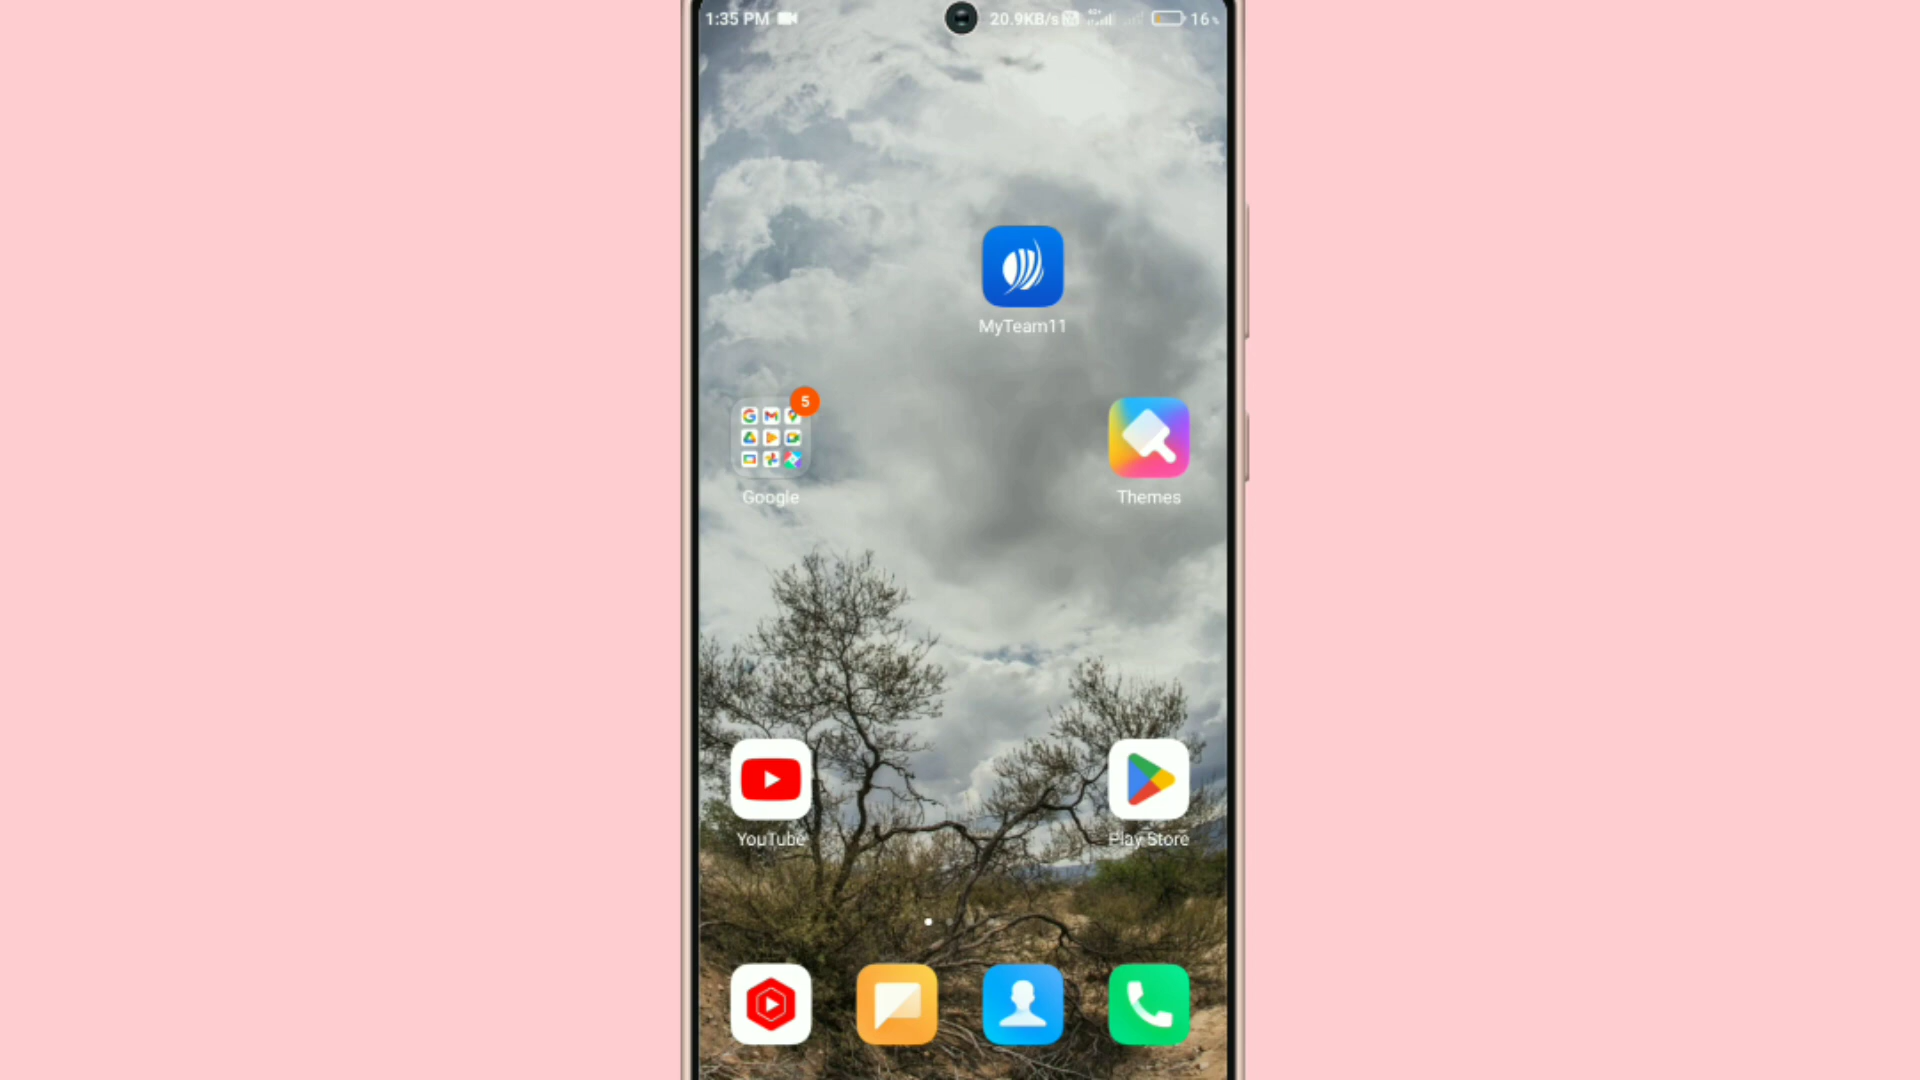 1:35 PM
20.9KB/s
16
MyTeam11
5
Google
Themes
YouTube
Play Store